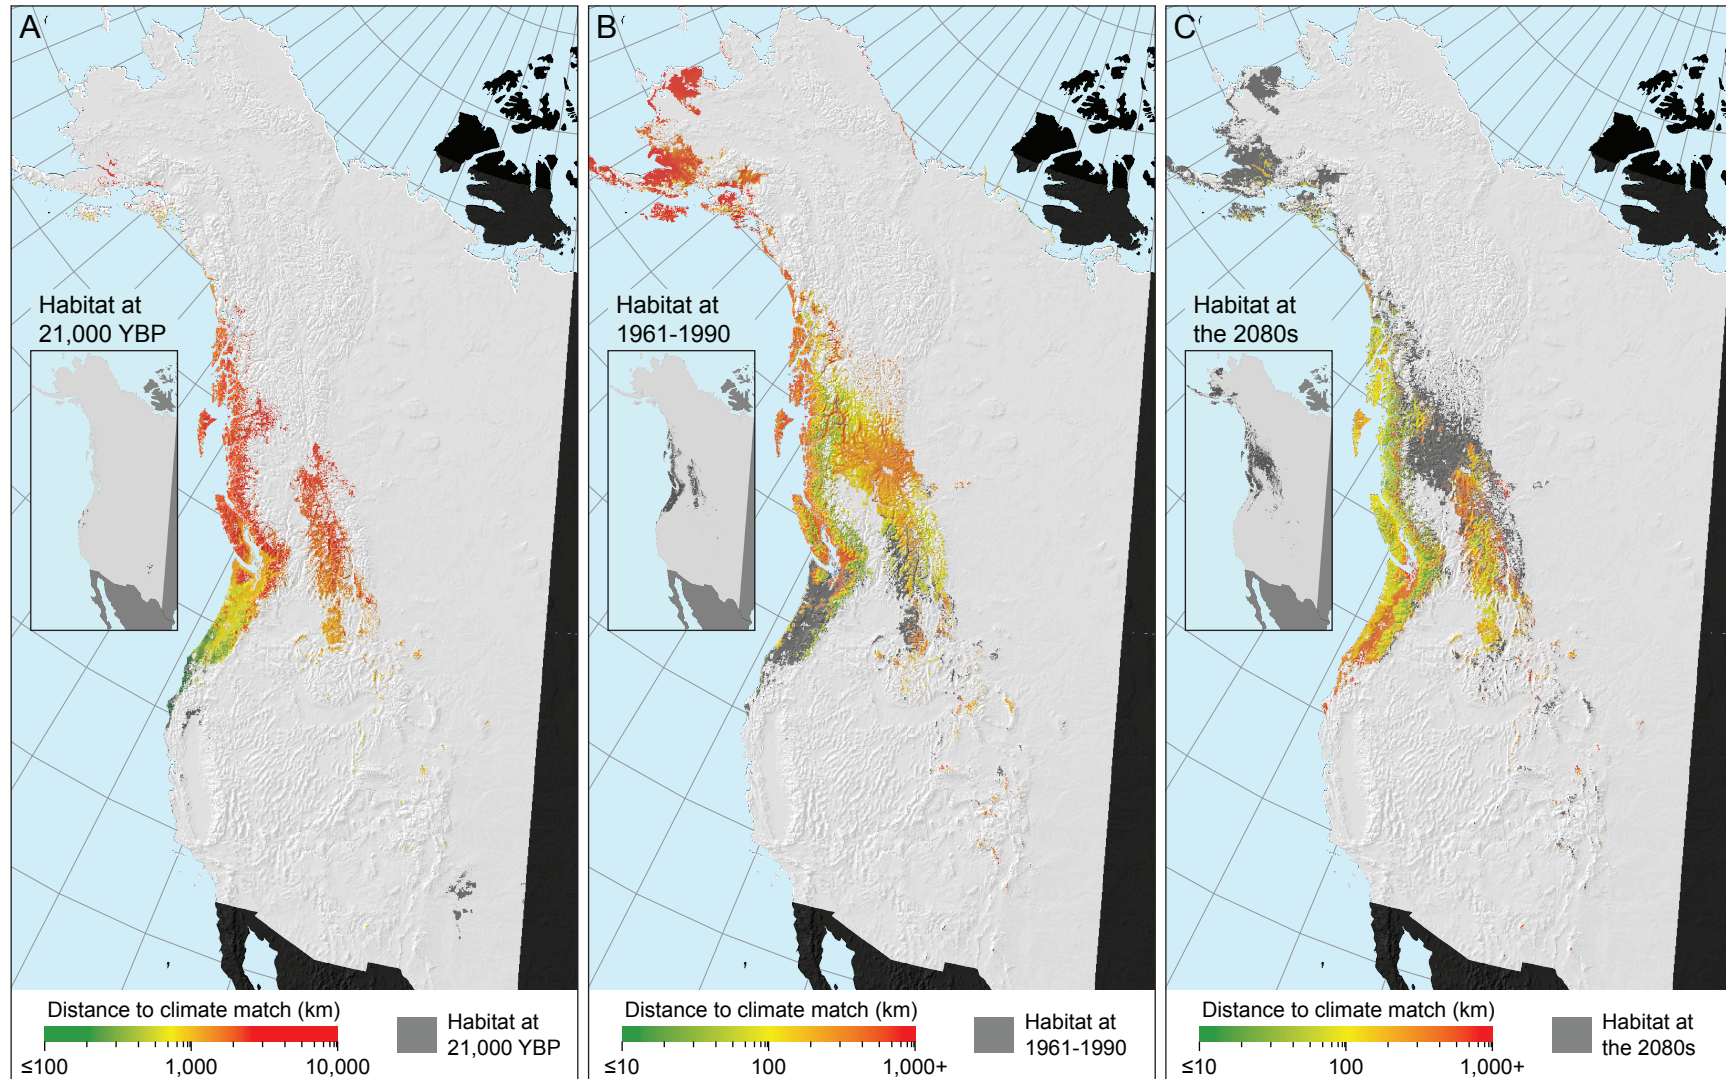 A
Habitat at
21,000 YBP
Distance to climate match (km)
≤100
1,000
10,000
Habitat at
21,000 YBP
B
Habitat at
1961-1990
Distance to climate match (km)
≤10
100
1,000+
Habitat at
1961-1990
C
Habitat at
the 2080s
Distance to climate match (km)
≤10
100
1,000+
Habitat at
the 2080s